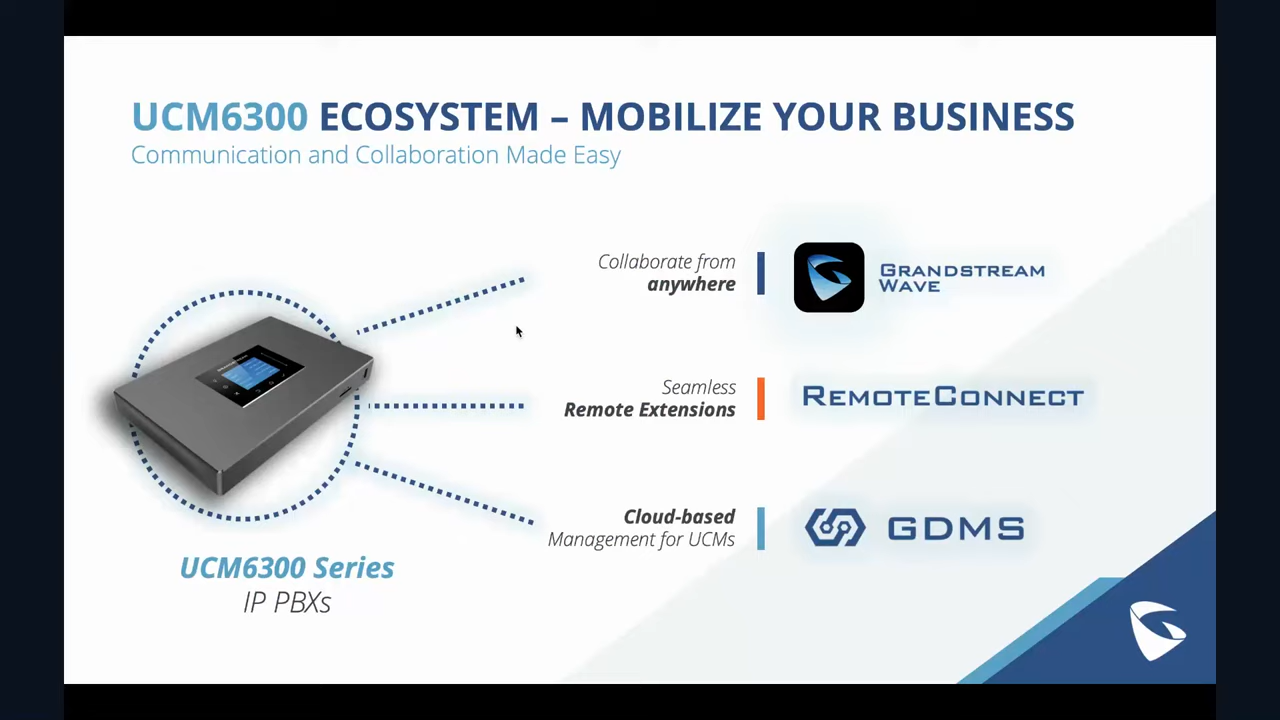 UCM6300 ECOSYSTEM – MOBILIZE YOUR BUSINESS
Communication and Collaboration Made Easy
Collaborate from
anywhere
GRANDSTREAM
WAVE
Seamless
Remote Extensions
REMOTECONNECT
Cloud-based
Management for UCMs
GDMS
UCM6300 Series
IP PBXs